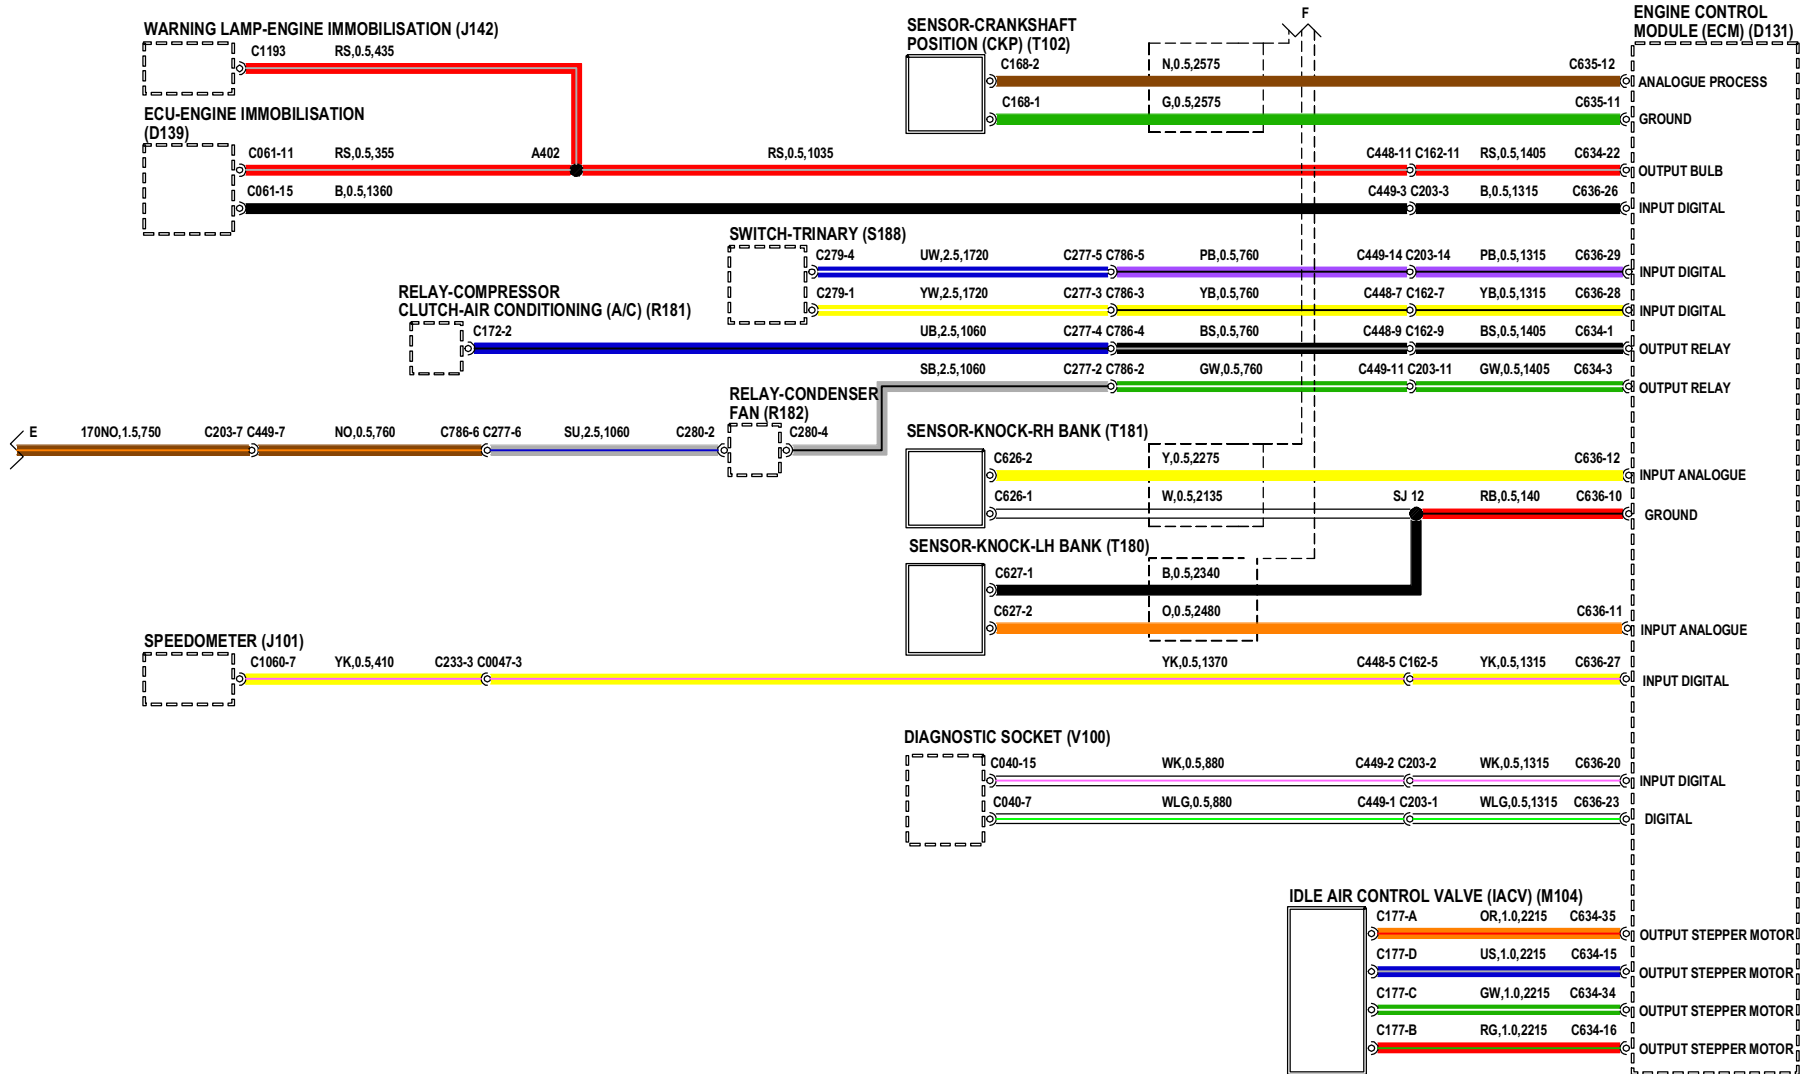 F
ENGINE CONTROL
MODULE (ECM) (D131)
WARNING LAMP-ENGINE IMMOBILISATION (J142)
C1193 RS,0.5,435
SENSOR-CRANKSHAFT
POSITION (CKP) (T102)
C168-2 N,0.5,2575 C635-12 ANALOGUE PROCESS
C168-1 G,0.5,2575 C635-11 GROUND
ECU-ENGINE IMMOBILISATION
(D139)
C061-11 RS,0.5,355 A402 RS,0.5,1035 C448-11 C162-11 RS,0.5,1405 C634-22 OUTPUT BULB
C061-15 B,0.5,1360 C449-3 C203-3 B,0.5,1315 C636-26 INPUT DIGITAL
SWITCH-TRINARY (S188)
C279-4 UW,2.5,1720 C277-5 C786-5 PB,0.5,760 C449-14 C203-14 PB,0.5,1315 C636-29 INPUT DIGITAL
C279-1 YW,2.5,1720 C277-3 C786-3 YB,0.5,760 C448-7 C162-7 YB,0.5,1315 C636-28 INPUT DIGITAL
RELAY-COMPRESSOR
CLUTCH-AIR CONDITIONING (A/C) (R181)
C172-2 UB,2.5,1060 C277-4 C786-4 BS,0.5,760 C448-9 C162-9 BS,0.5,1405 C634-1 OUTPUT RELAY
SB,2.5,1060 C277-2 C786-2 GW,0.5,760 C449-11 C203-11 GW,0.5,1405 C634-3 OUTPUT RELAY
RELAY-CONDENSER
FAN (R182)
E 170NO,1.5,750 C203-7 C449-7 NO,0.5,760 C786-6 C277-6 SU,2.5,1060 C280-2 C280-4
SENSOR-KNOCK-RH BANK (T181)
C626-2 Y,0.5,2275 C636-12 INPUT ANALOGUE
C626-1 W,0.5,2135 SJ 12 RB,0.5,140 C636-10 GROUND
SENSOR-KNOCK-LH BANK (T180)
C627-1 B,0.5,2340
C627-2 O,0.5,2480 C636-11 INPUT ANALOGUE
SPEEDOMETER (J101)
C1060-7 YK,0.5,410 C233-3 C0047-3 YK,0.5,1370 C448-5 C162-5 YK,0.5,1315 C636-27 INPUT DIGITAL
DIAGNOSTIC SOCKET (V100)
C040-15 WK,0.5,880 C449-2 C203-2 WK,0.5,1315 C636-20 INPUT DIGITAL
C040-7 WLG,0.5,880 C449-1 C203-1 WLG,0.5,1315 C636-23 DIGITAL
IDLE AIR CONTROL VALVE (IACV) (M104)
C177-A OR,1.0,2215 C634-35 OUTPUT STEPPER MOTOR
C177-D US,1.0,2215 C634-15 OUTPUT STEPPER MOTOR
C177-C GW,1.0,2215 C634-34 OUTPUT STEPPER MOTOR
C177-B RG,1.0,2215 C634-16 OUTPUT STEPPER MOTOR